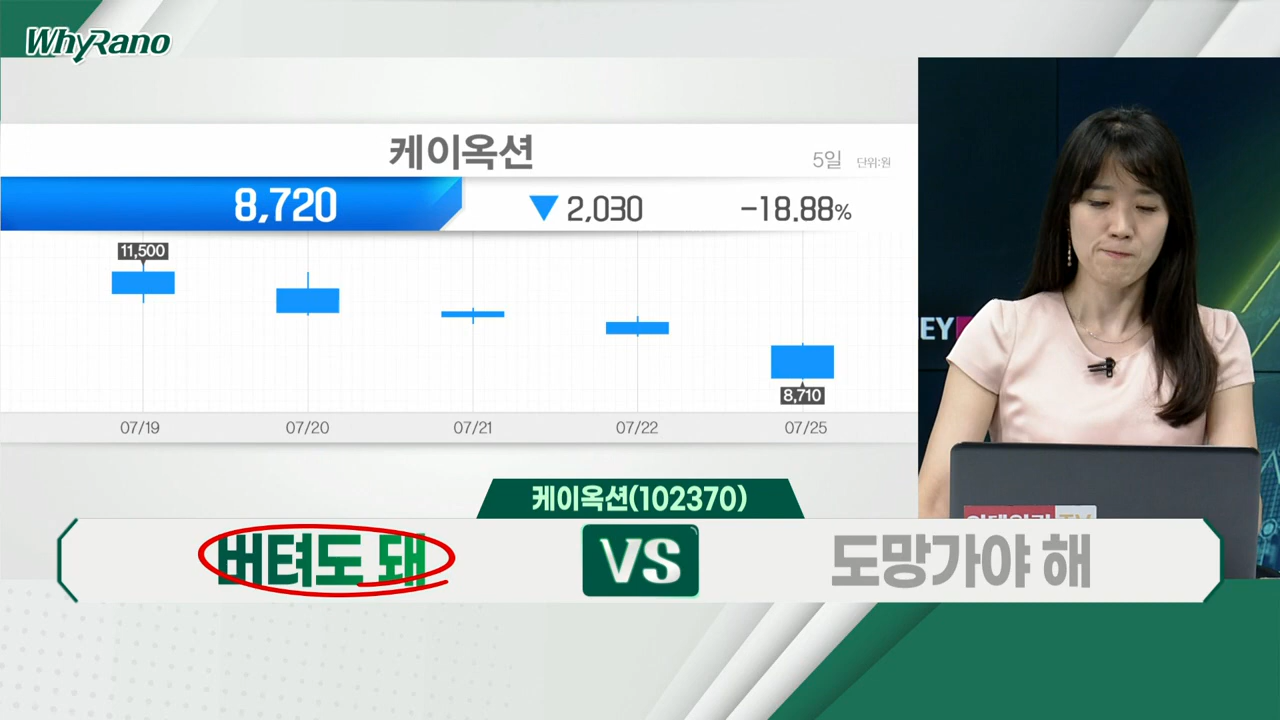 WhyRano
케이옥션
5일 단위:원
8,720 ▼ 2,030 -18.88%
11,500
8,710
07/19 07/20 07/21 07/22 07/25
EY
케이옥션(102370)
버텨도 돼 VS 도망가야 해